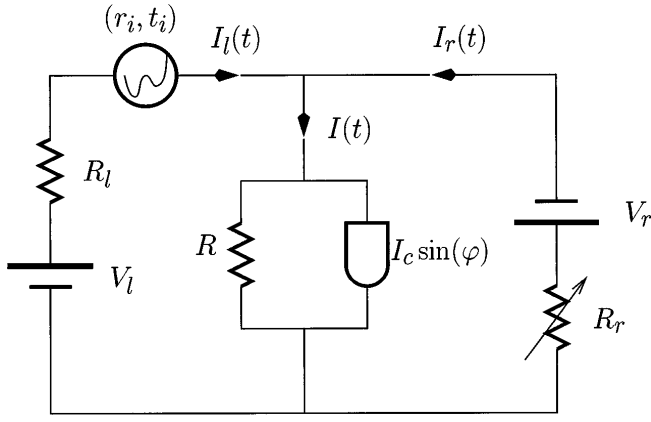 (r_i, t_i)
I_l(t)
I_r(t)
I(t)
R_l
R
I_c sin(φ)
V_r
V_l
R_r